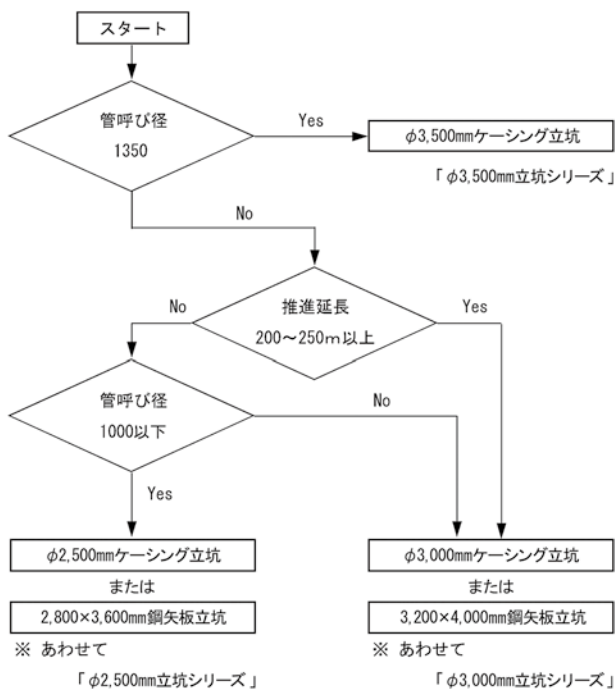 スタート
管呼び径
1350
Yes
φ3,500mmケーシング立坑
「φ3,500mm立坑シリーズ」
No
推進延長
200～250m以上
No
Yes
管呼び径
1000以下
No
Yes
φ2,500mmケーシング立坑
または
2,800×3,600mm鋼矢板立坑
※ あわせて
「φ2,500mm立坑シリーズ」
φ3,000mmケーシング立坑
または
3,200×4,000mm鋼矢板立坑
※ あわせて
「φ3,000mm立坑シリーズ」